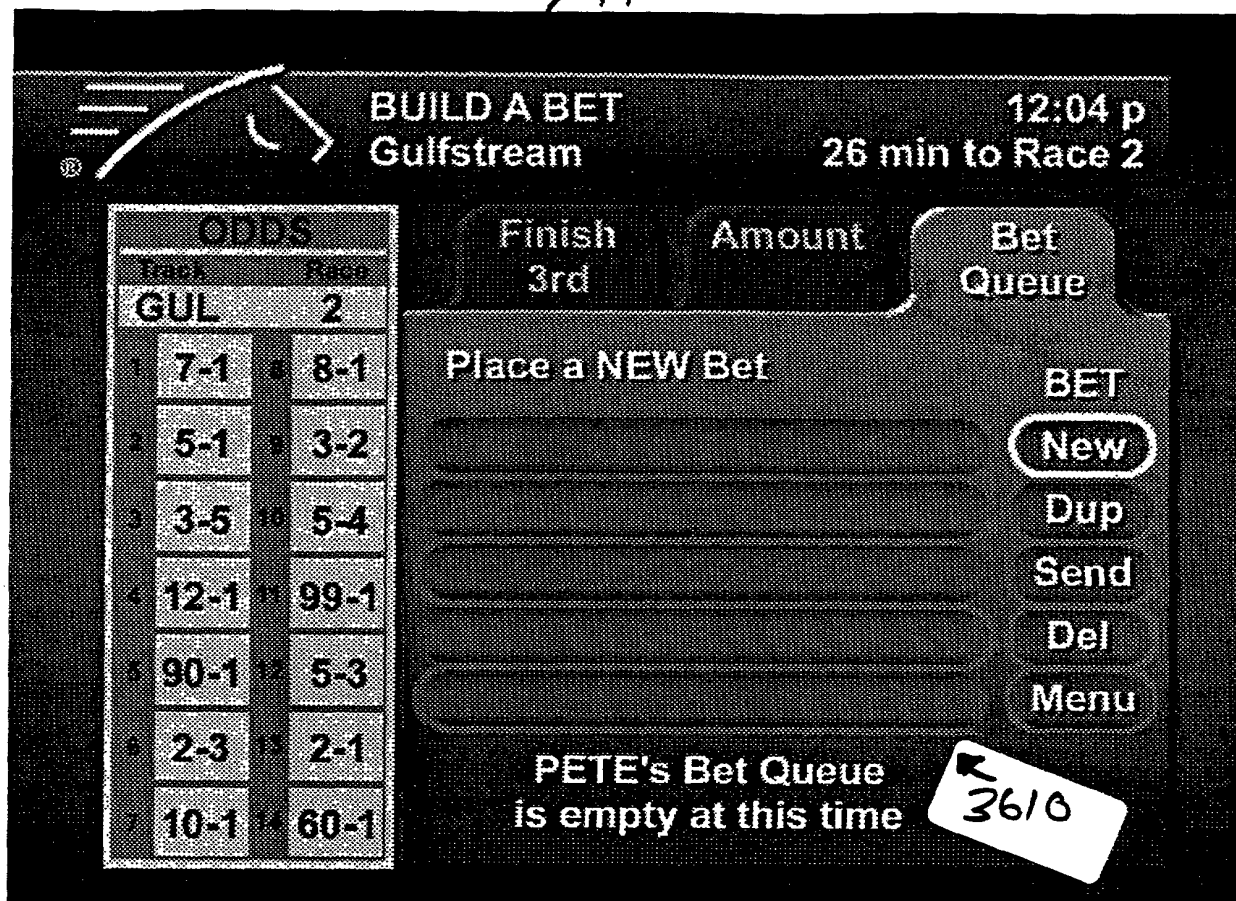 BUILD A BET
Gulfstream
12:04 p
26 min to Race 2
®
ODDS
Track Race
GUL 2
1 7-1 8 8-1
2 5-1 9 3-2
3 3-5 10 5-4
4 12-1 11 99-1
5 90-1 12 5-3
6 2-3 13 2-1
7 10-1 14 60-1
Finish
3rd
Amount
Bet
Queue
Place a NEW Bet
BET
New
Dup
Send
Del
Menu
PETE's Bet Queue
is empty at this time
3610